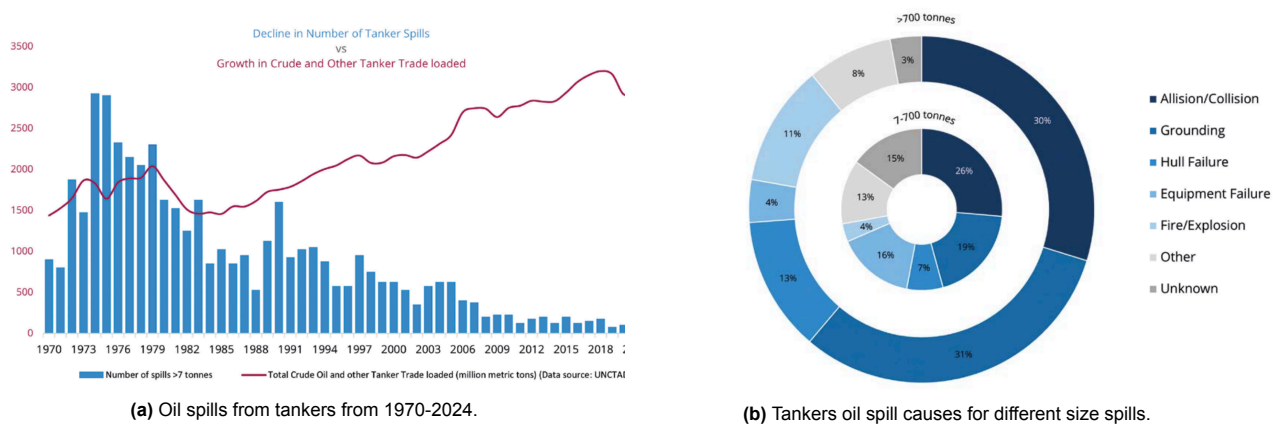 Decline in Number of Tanker Spills
vs
Growth in Crude and Other Tanker Trade loaded
3500
3000
2500
2000
1500
1000
500
0
1970 1973 1976 1979 1982 1985 1988 1991 1994 1997 2000 2003 2006 2009 2012 2015 2018 2
Number of spills >7 tonnes Total Crude Oil and other Tanker Trade loaded (million metric tons) (Data source: UNCTAD
(a) Oil spills from tankers from 1970-2024.
>700 tonnes
3%
8%
30%
11%
4%
13%
31%
7-700 tonnes
15%
26%
13%
4%
19%
16%
7%
Allision/Collision
Grounding
Hull Failure
Equipment Failure
Fire/Explosion
Other
Unknown
(b) Tankers oil spill causes for different size spills.